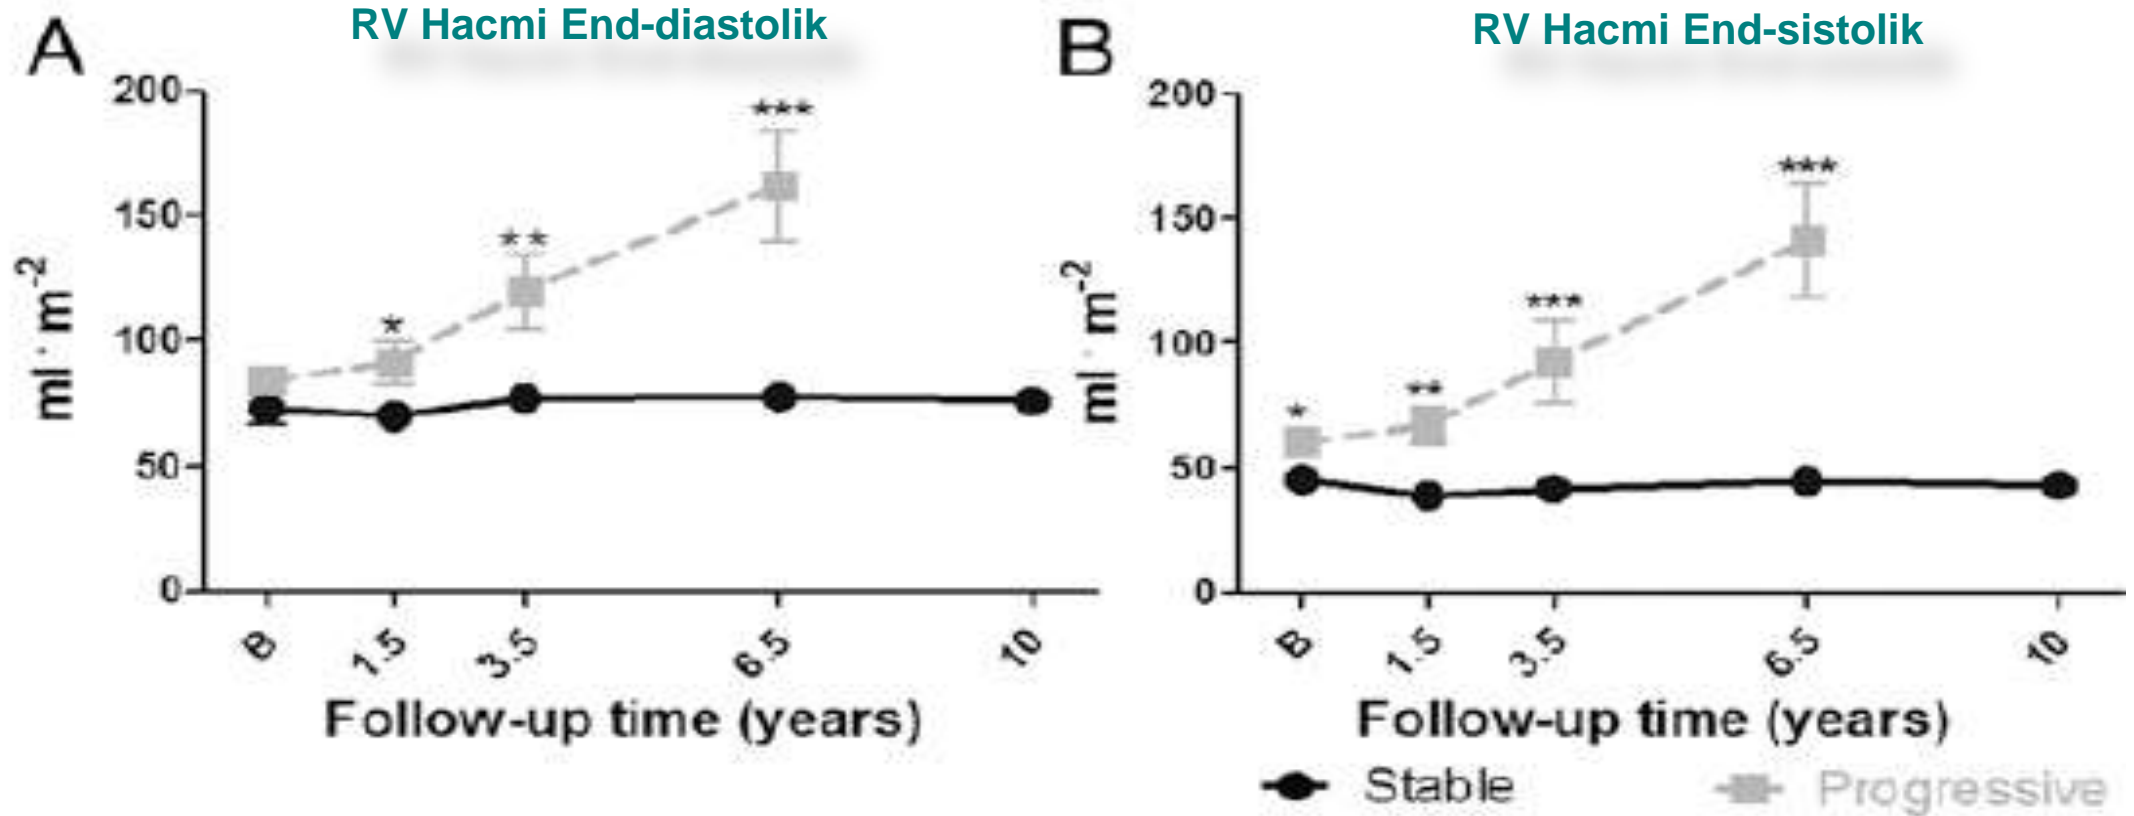 A
RV Hacmi End-diastolik
200
150
100
50
0
ml · m-2
***
**
*
B
1.5
3.5
6.5
10
Follow-up time (years)
B
RV Hacmi End-sistolik
200
150
100
50
0
ml · m-2
***
***
**
*
B
1.5
3.5
6.5
10
Follow-up time (years)
Stable
Progressive